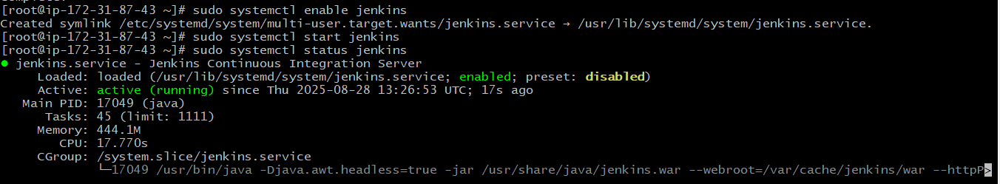 [root@ip-172-31-87-43 ~]# sudo systemctl enable jenkins
Created symlink /etc/systemd/system/multi-user.target.wants/jenkins.service → /usr/lib/systemd/system/jenkins.service.
[root@ip-172-31-87-43 ~]# sudo systemctl start jenkins
[root@ip-172-31-87-43 ~]# sudo systemctl status jenkins
● jenkins.service - Jenkins Continuous Integration Server
     Loaded: loaded (/usr/lib/systemd/system/jenkins.service; enabled; preset: disabled)
     Active: active (running) since Thu 2025-08-28 13:26:53 UTC; 17s ago
   Main PID: 17049 (java)
      Tasks: 45 (limit: 1111)
     Memory: 444.1M
        CPU: 17.770s
     CGroup: /system.slice/jenkins.service
             └─17049 /usr/bin/java -Djava.awt.headless=true -jar /usr/share/java/jenkins.war --webroot=/var/cache/jenkins/war --httpP>